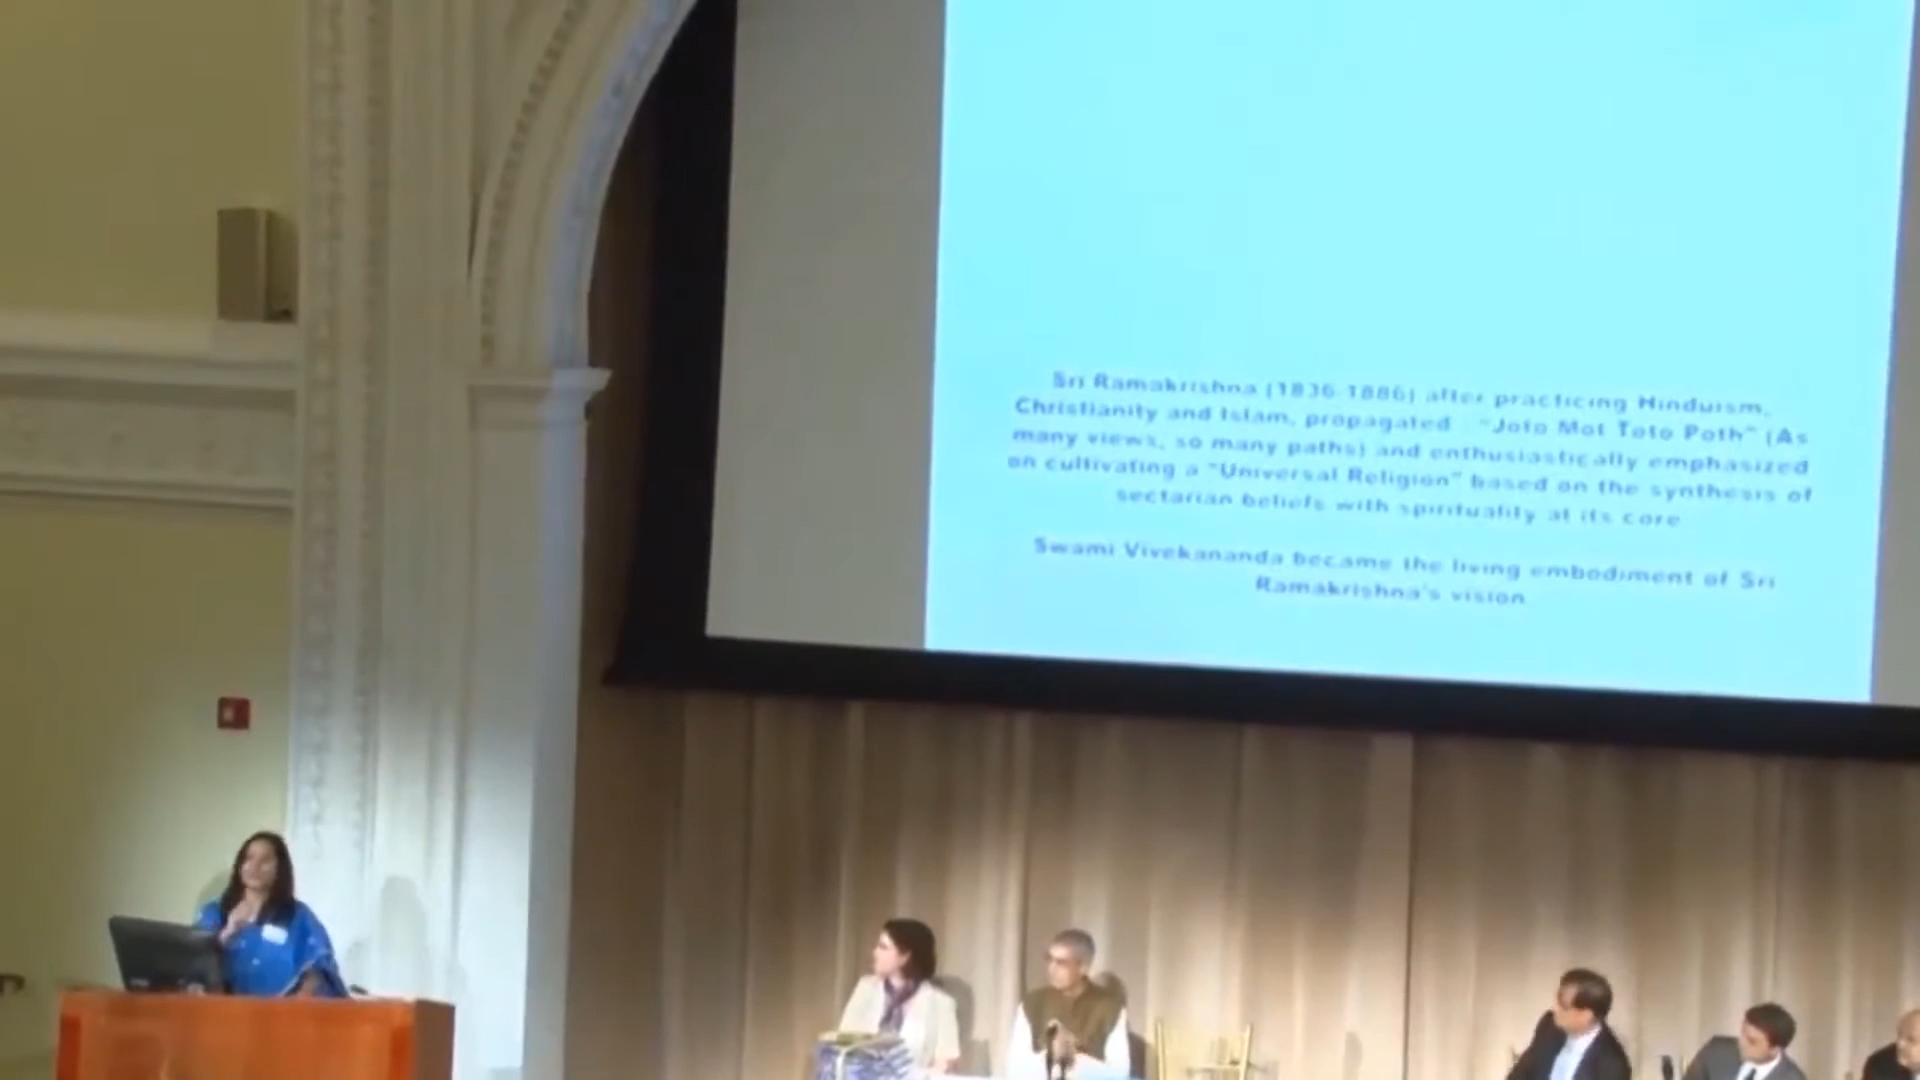 Sri Ramakrishna (1836-1886) after practicing Hinduism,
Christianity and Islam, propagated : "Joto Mot Toto Poth" (As
many views, so many paths) and enthusiastically emphasized
on cultivating a "Universal Religion" based on the synthesis of
sectarian beliefs with spirituality at its core
Swami Vivekananda became the living embodiment of Sri
Ramakrishna's vision